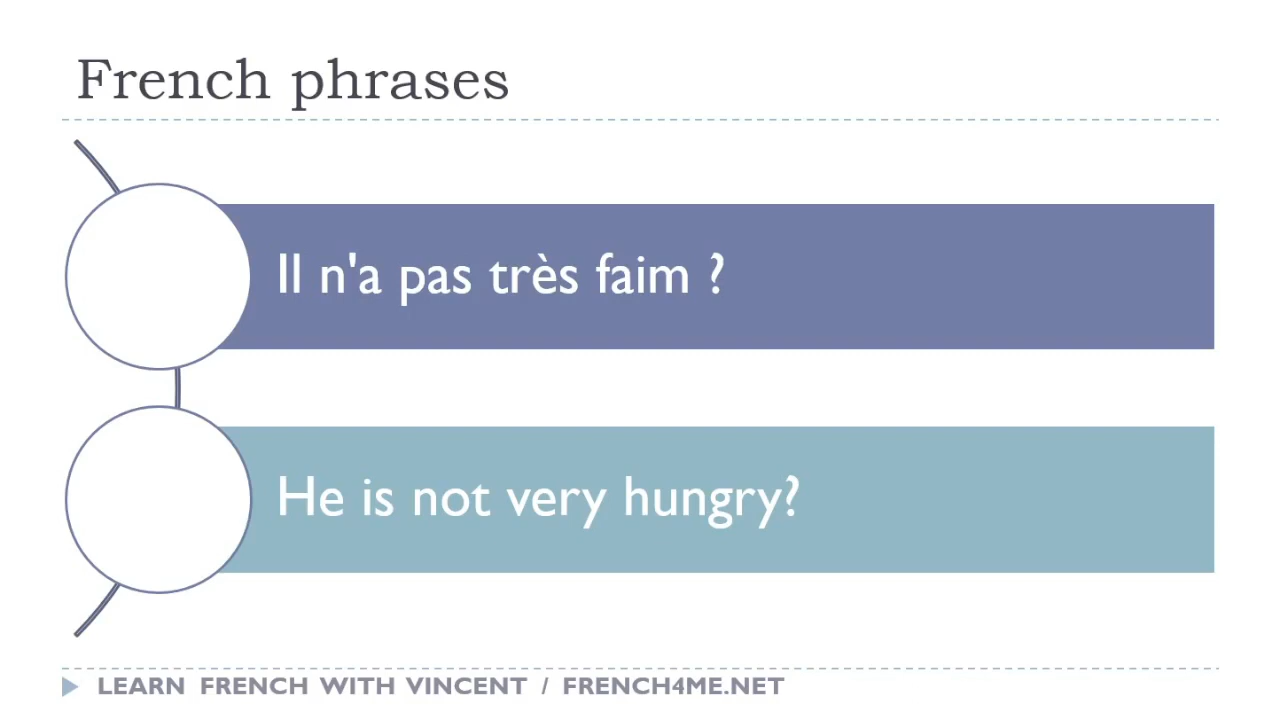 French phrases
Il n'a pas très faim ?
He is not very hungry?
LEARN FRENCH WITH VINCENT / FRENCH4ME.NET